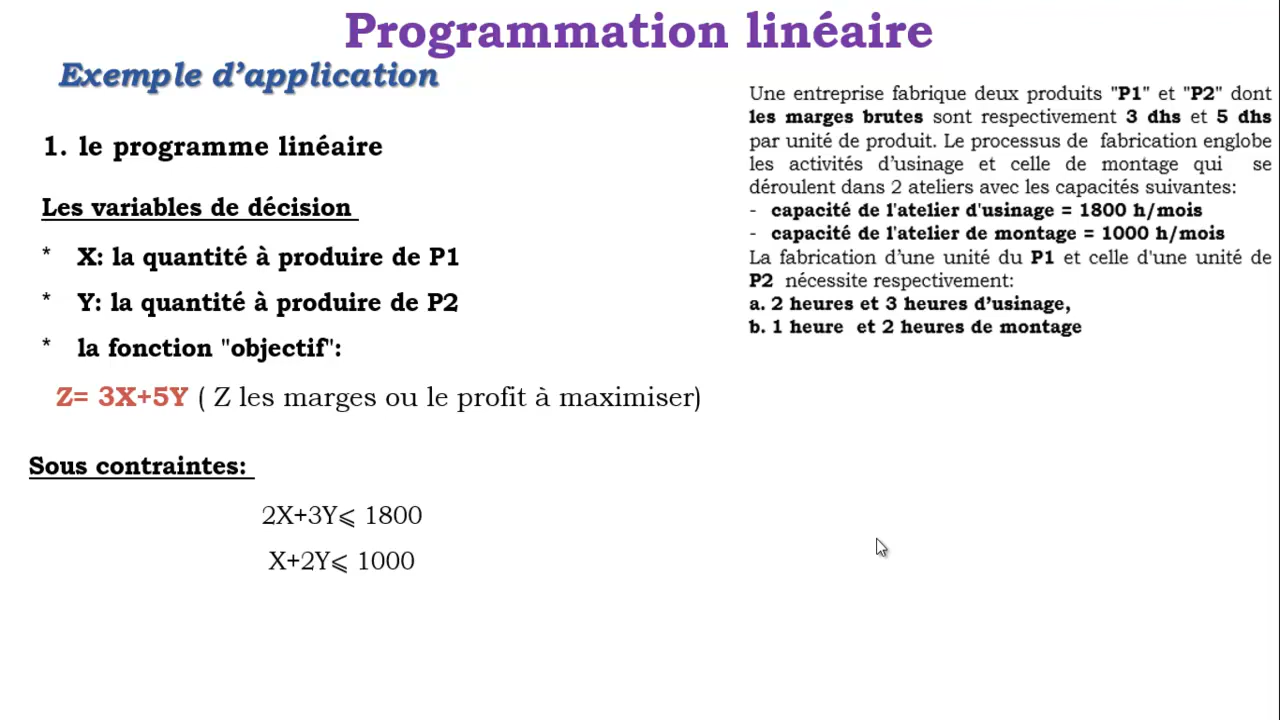 Programmation linéaire
Exemple d’application
1. le programme linéaire
Les variables de décision
* X: la quantité à produire de P1
* Y: la quantité à produire de P2
* la fonction "objectif":
Z= 3X+5Y ( Z les marges ou le profit à maximiser)
Sous contraintes:
2X+3Y⩽ 1800
X+2Y⩽ 1000
Une entreprise fabrique deux produits "P1" et "P2" dont
les marges brutes sont respectivement 3 dhs et 5 dhs
par unité de produit. Le processus de fabrication englobe
les activités d’usinage et celle de montage qui se
déroulent dans 2 ateliers avec les capacités suivantes:
- capacité de l'atelier d'usinage = 1800 h/mois
- capacité de l'atelier de montage = 1000 h/mois
La fabrication d’une unité du P1 et celle d'une unité de
P2 nécessite respectivement:
a. 2 heures et 3 heures d’usinage,
b. 1 heure et 2 heures de montage